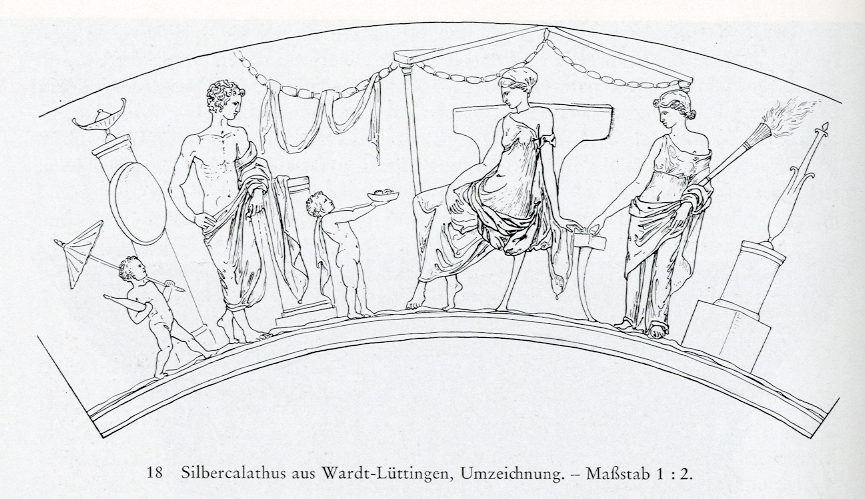 18 Silbercalathus aus Wardt-Lüttingen, Umzeichnung. – Maßstab 1 : 2.